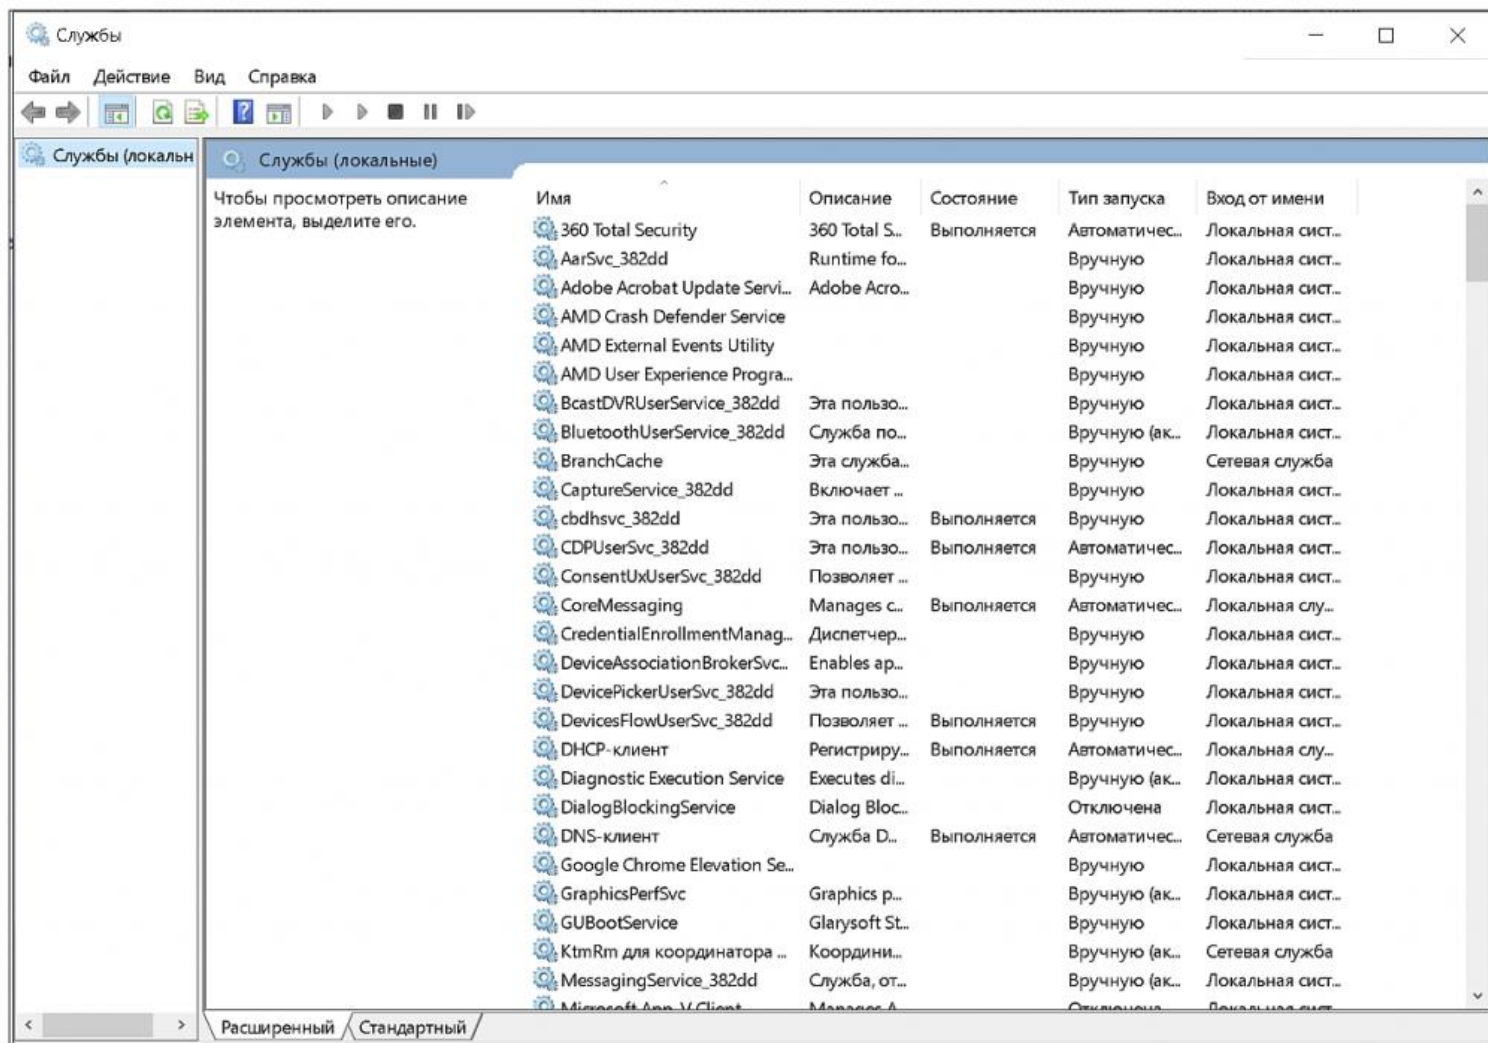 Службы
Файл Действие Вид Справка
Службы (локальн
Службы (локальные)
Чтобы просмотреть описание
элемента, выделите его.
Имя Описание Состояние Тип запуска Вход от имени
360 Total Security 360 Total S... Выполняется Автоматичес... Локальная сист...
AarSvc_382dd Runtime fo... Вручную Локальная сист...
Adobe Acrobat Update Servi... Adobe Acro... Вручную Локальная сист...
AMD Crash Defender Service Вручную Локальная сист...
AMD External Events Utility Вручную Локальная сист...
AMD User Experience Progra... Вручную Локальная сист...
BcastDVRUserService_382dd Эта пользо... Вручную Локальная сист...
BluetoothUserService_382dd Служба по... Вручную (ак... Локальная сист...
BranchCache Эта служба... Вручную Сетевая служба
CaptureService_382dd Включает ... Вручную Локальная сист...
cbdhsvc_382dd Эта пользо... Выполняется Вручную Локальная сист...
CDPUserSvc_382dd Эта пользо... Выполняется Автоматичес... Локальная сист...
ConsentUxUserSvc_382dd Позволяет ... Вручную Локальная сист...
CoreMessaging Manages c... Выполняется Автоматичес... Локальная слу...
CredentialEnrollmentManag... Диспетчер... Вручную Локальная сист...
DeviceAssociationBrokerSvc... Enables ap... Вручную Локальная сист...
DevicePickerUserSvc_382dd Эта пользо... Вручную Локальная сист...
DevicesFlowUserSvc_382dd Позволяет ... Выполняется Вручную Локальная сист...
DHCP-клиент Регистриру... Выполняется Автоматичес... Локальная слу...
Diagnostic Execution Service Executes di... Вручную (ак... Локальная сист...
DialogBlockingService Dialog Bloc... Отключена Локальная сист...
DNS-клиент Служба D... Выполняется Автоматичес... Сетевая служба
Google Chrome Elevation Se... Вручную Локальная сист...
GraphicsPerfSvc Graphics p... Вручную (ак... Локальная сист...
GUBootService Glarysoft St... Вручную Локальная сист...
KtmRm для координатора ... Координи... Вручную (ак... Сетевая служба
MessagingService_382dd Служба, от... Вручную (ак... Локальная сист...
Microsoft App-V Client Manages A Отключена Локальная сист...
Расширенный Стандартный